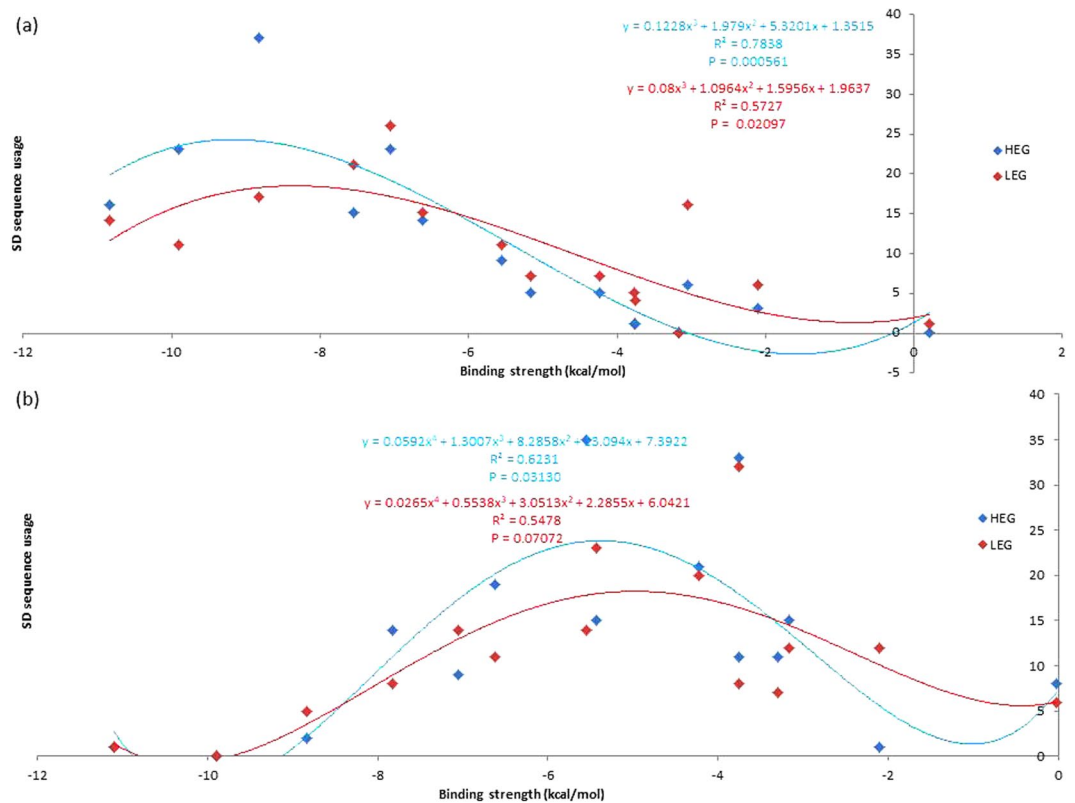 (a)
y = 0.1228x³ + 1.979x² + 5.3201x + 1.3515
R² = 0.7838
P = 0.000561
y = 0.08x³ + 1.0964x² + 1.5956x + 1.9637
R² = 0.5727
P = 0.02097
40
35
30
25
20
15
10
5
0
-5
SD sequence usage
HEG
LEG
-12 -10 -8 -6 -4 -2 0 2
Binding strength (kcal/mol)
(b)
y = 0.0592x⁴ + 1.3007x³ + 8.2858x² + 13.094x + 7.3922
R² = 0.6231
P = 0.03130
y = 0.0265x⁴ + 0.5538x³ + 3.0513x² + 2.2855x + 6.0421
R² = 0.5478
P = 0.07072
40
35
30
25
20
15
10
5
0
SD sequence usage
HEG
LEG
-12 -10 -8 -6 -4 -2 0
Binding strength (kcal/mol)